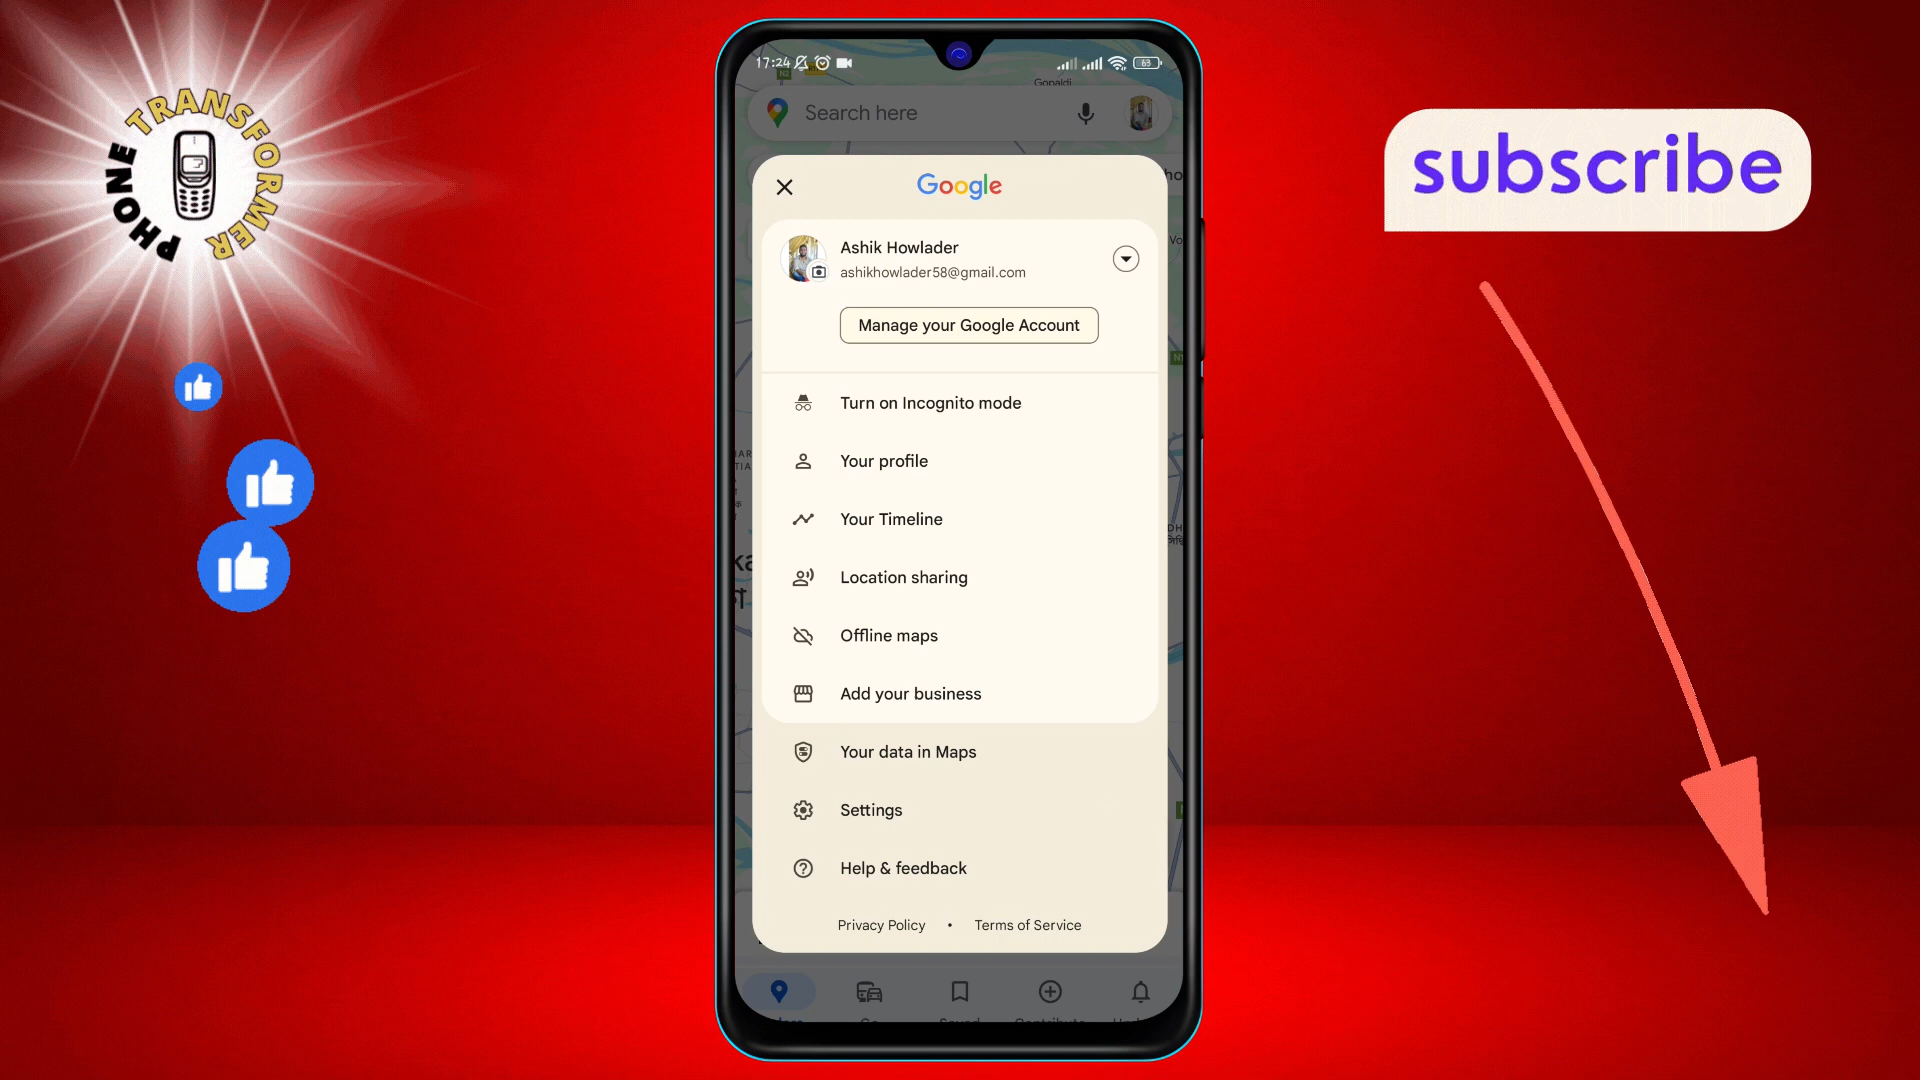 PHONE TRANSFORMER
subscribe
17:24
63
Gopaldi
Search here
Google
Ashik Howlader
ashikhowlader58@gmail.com
Manage your Google Account
Turn on Incognito mode
Your profile
Your Timeline
Location sharing
Offline maps
Add your business
Your data in Maps
Settings
Help & feedback
Privacy Policy • Terms of Service